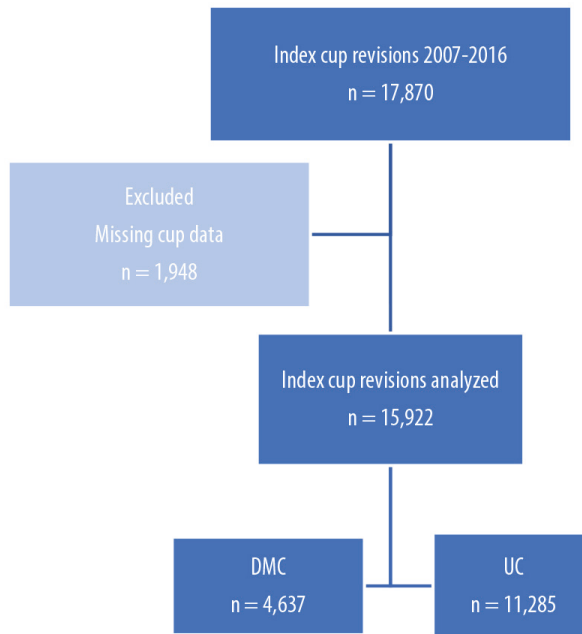 Index cup revisions 2007-2016
n = 17,870
Excluded
Missing cup data
n = 1,948
Index cup revisions analyzed
n = 15,922
DMC
n = 4,637
UC
n = 11,285